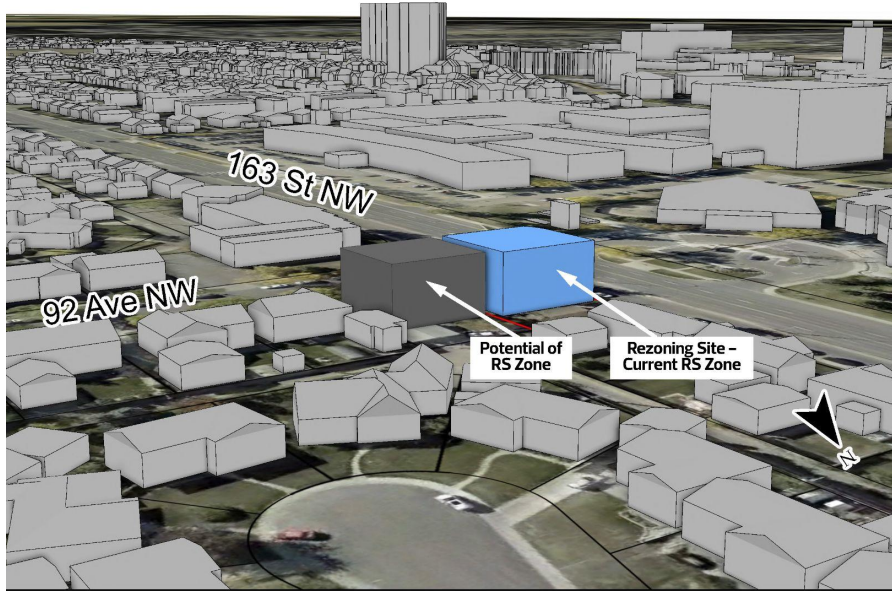 163 St NW
92 Ave NW
Potential of
RS Zone
Rezoning Site –
Current RS Zone
N